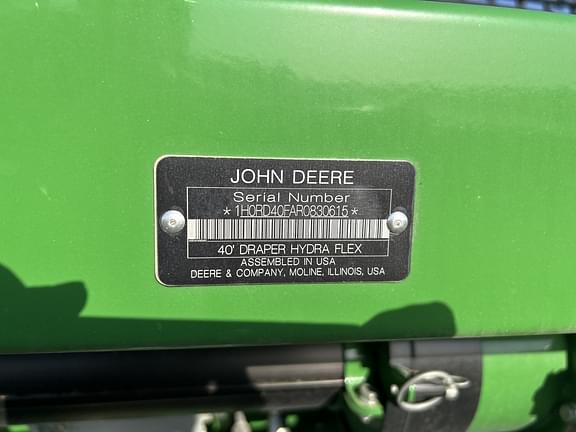 JOHN DEERE
Serial Number
*1H0RD40FAR0830615*
40' DRAPER HYDRA FLEX
ASSEMBLED IN USA
DEERE & COMPANY, MOLINE, ILLINOIS, USA